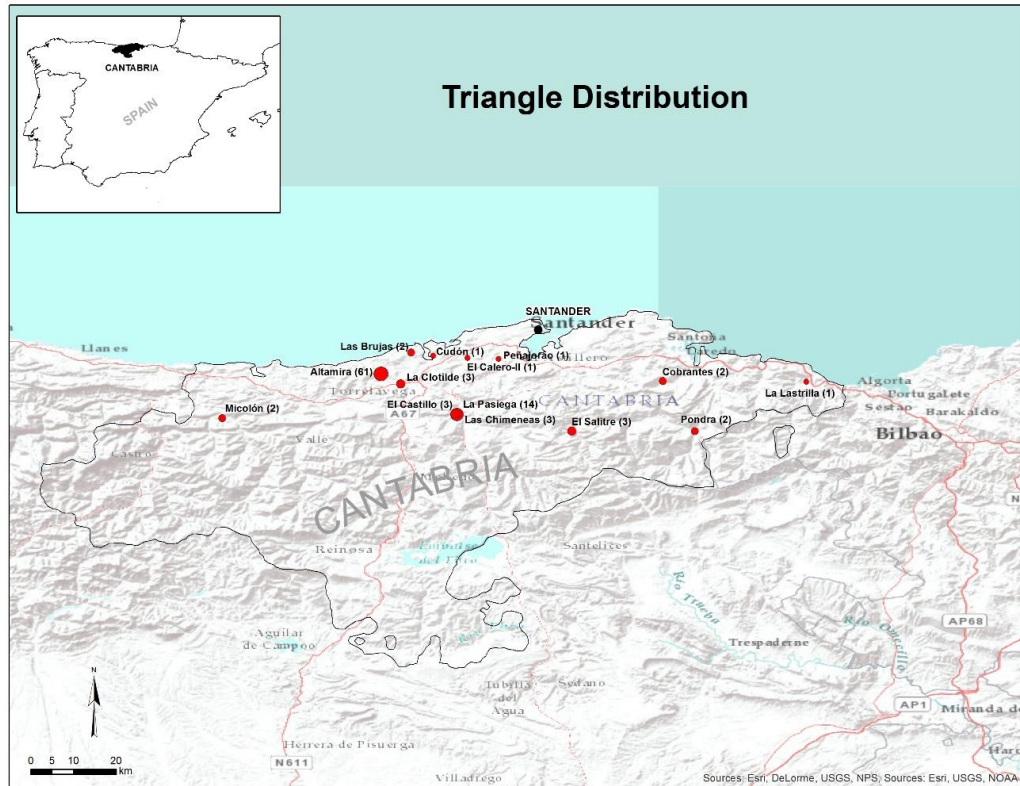 CANTABRIA
SPAIN
Triangle Distribution
SANTANDER
Santander
Llanes
Las Brujas (2)
Cudón (1)
Penajorao (1)
El Calero-II (1)
Altamira (61)
La Clotilde (3)
Torrelavega
Santoña
Laredo
Cobrantes (2)
La Lastrilla (1)
Algorta
Portugalete
Sestao
Barakaldo
Bilbao
El Castillo (3)
La Pasiega (14)
CANTABRIA
A67
Las Chimeneas (3)
Micolón (2)
El Salitre (3)
Pondra (2)
Valle
Castro
CANTABRIA
Reinosa
Embalse
del Ebro
Santelices
Río Trueba
Río Omecillo
Trespaderne
AP68
Aguilar
de Campoo
Tubilla
del
Agua
Sedano
AP1
Miranda de
N
Herrera de Pisuerga
N611
Villadrego
0 5 10 20
km
Sources: Esri, DeLorme, USGS, NPS, Sources: Esri, USGS, NOAA